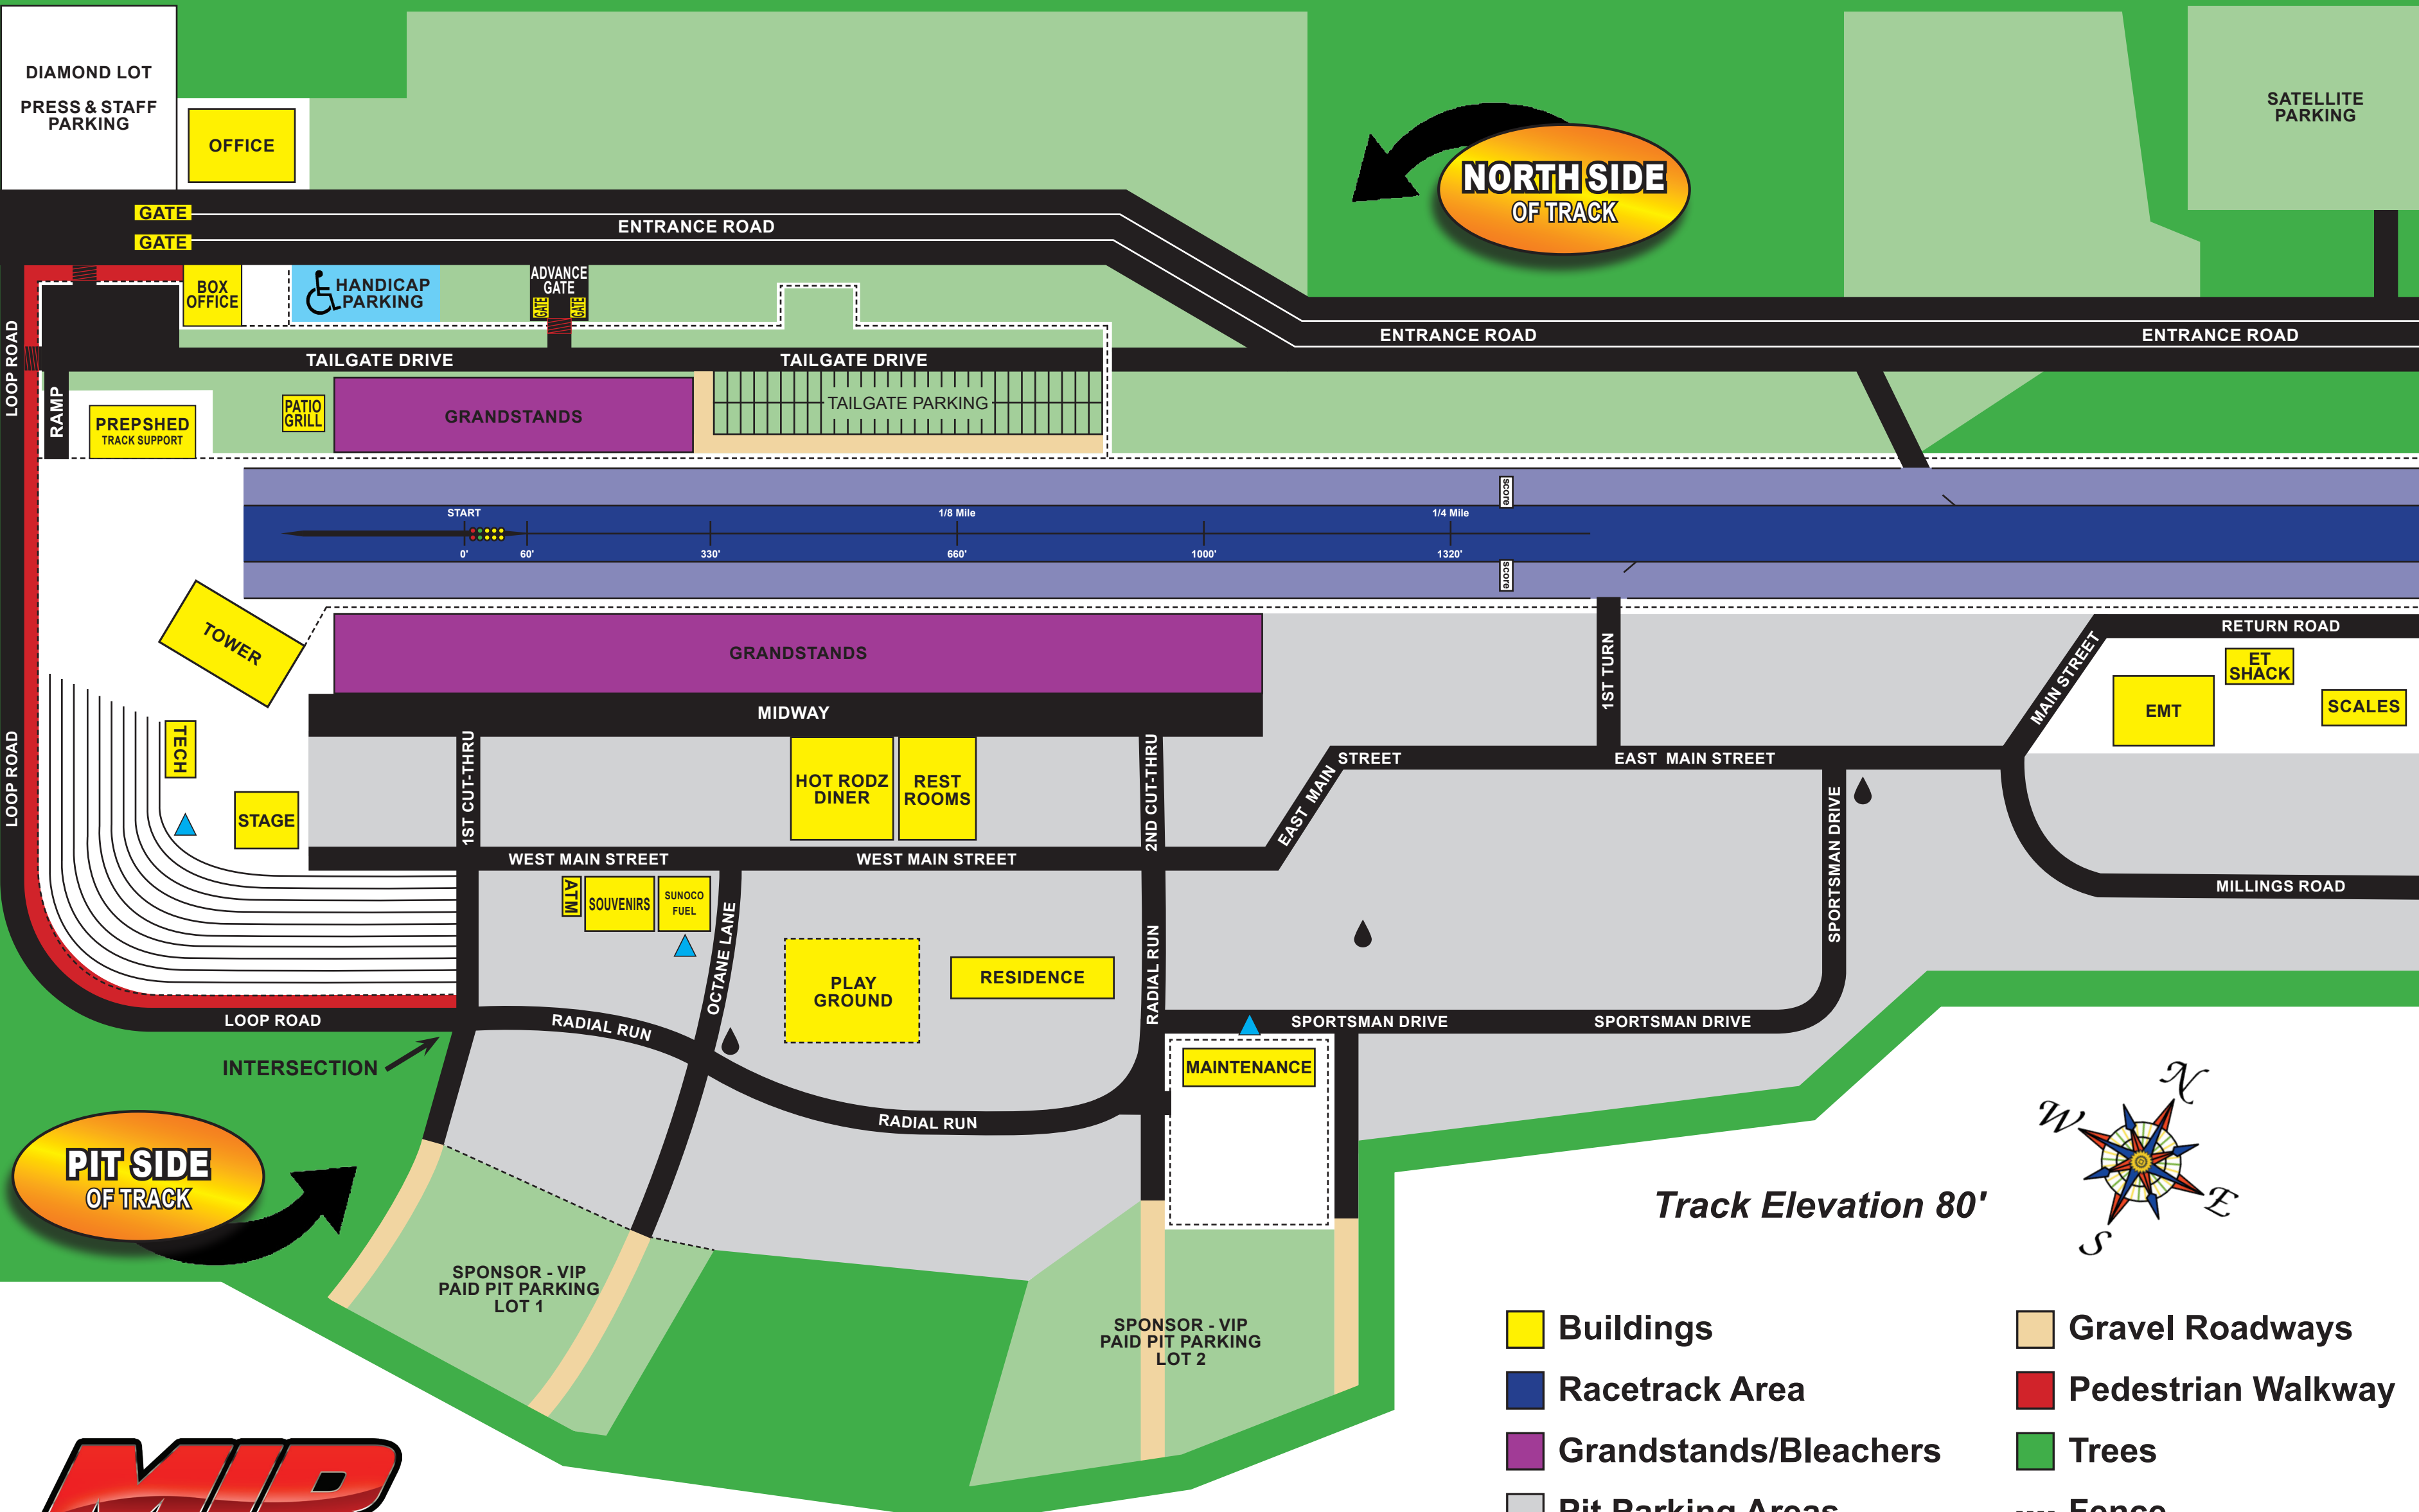 DIAMOND LOT
PRESS & STAFF
PARKING
OFFICE
SATELLITE
PARKING
NORTH SIDE
OF TRACK
GATE
GATE
ENTRANCE ROAD
ENTRANCE ROAD
ENTRANCE ROAD
BOX
OFFICE
HANDICAP
PARKING
ADVANCE
GATE
GATE
GATE
LOOP ROAD
TAILGATE DRIVE
TAILGATE DRIVE
RAMP
PREPSHED
TRACK SUPPORT
PATIO
GRILL
GRANDSTANDS
TAILGATE PARKING
START
1/8 Mile
1/4 Mile
score
0'
60'
330'
660'
1000'
1320'
score
TOWER
GRANDSTANDS
MIDWAY
1ST TURN
MAIN STREET
RETURN ROAD
ET
SHACK
EMT
SCALES
LOOP ROAD
TECH
STAGE
1ST CUT-THRU
HOT RODZ
DINER
REST
ROOMS
2ND CUT-THRU
EAST MAIN
STREET
EAST MAIN STREET
WEST MAIN STREET
WEST MAIN STREET
SPORTSMAN DRIVE
MILLINGS ROAD
ATM
SOUVENIRS
SUNOCO
FUEL
OCTANE LANE
PLAY
GROUND
RESIDENCE
RADIAL RUN
LOOP ROAD
RADIAL RUN
SPORTSMAN DRIVE
SPORTSMAN DRIVE
INTERSECTION
MAINTENANCE
RADIAL RUN
PIT SIDE
OF TRACK
N
W
E
S
Track Elevation 80'
SPONSOR - VIP
PAID PIT PARKING
LOT 1
SPONSOR - VIP
PAID PIT PARKING
LOT 2
Buildings
Gravel Roadways
Racetrack Area
Pedestrian Walkway
Grandstands/Bleachers
Trees
Pit Parking Areas
Fence